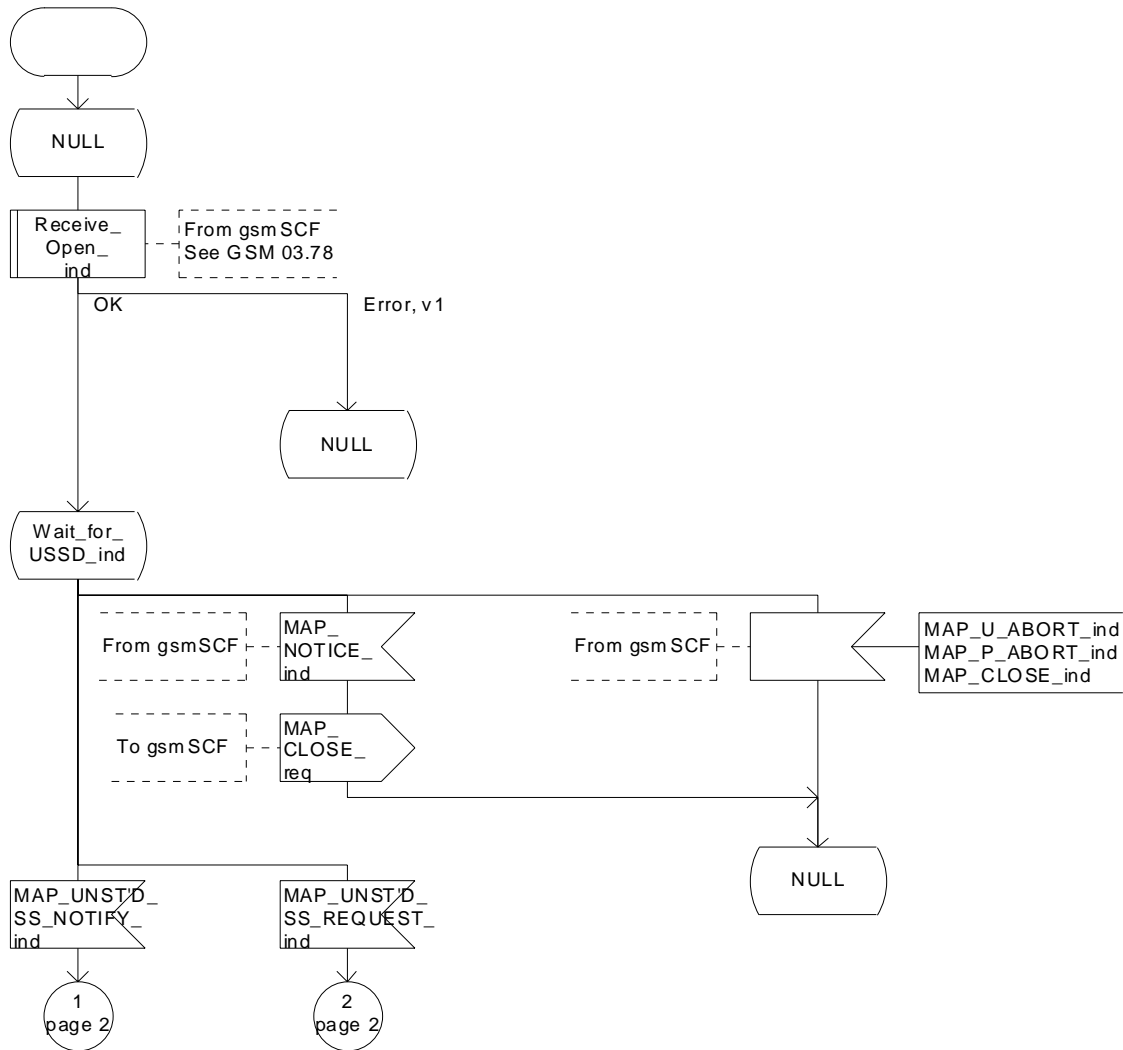 NULL
Receive_
Open_
ind
From gsmSCF
See GSM 03.78
OK
Error, v1
NULL
Wait_for_
USSD_ind
From gsmSCF
MAP_
NOTICE_
ind
From gsmSCF
MAP_U_ABORT_ind
MAP_P_ABORT_ind
MAP_CLOSE_ind
To gsmSCF
MAP_
CLOSE_
req
NULL
MAP_UNST'D_
SS_NOTIFY_
ind
MAP_UNST'D_
SS_REQUEST_
ind
1
page 2
2
page 2